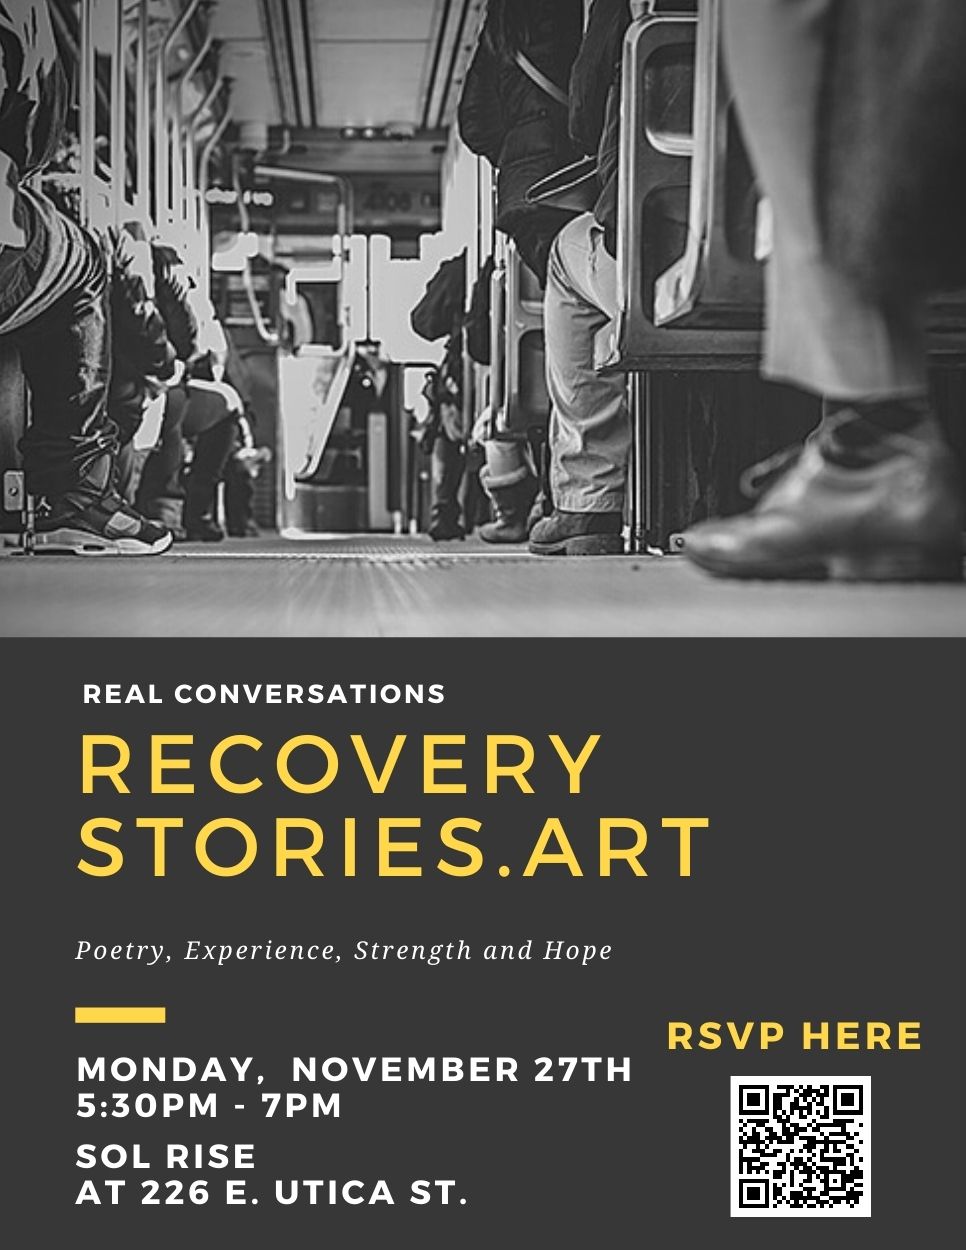 REAL CONVERSATIONS
RECOVERY
STORIES.ART
Poetry, Experience, Strength and Hope
RSVP HERE
MONDAY, NOVEMBER 27TH
5:30PM - 7PM
SOL RISE
AT 226 E. UTICA ST.